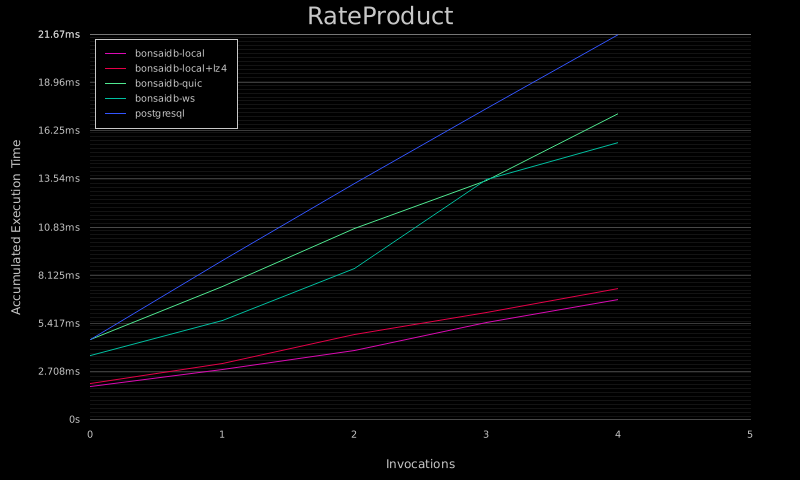 RateProduct
21.67ms
18.96ms
16.25ms
13.54ms
10.83ms
8.125ms
5.417ms
2.708ms
0s
Accumulated Execution Time
bonsaidb-local
bonsaidb-local+lz4
bonsaidb-quic
bonsaidb-ws
postgresql
0 1 2 3 4 5
Invocations